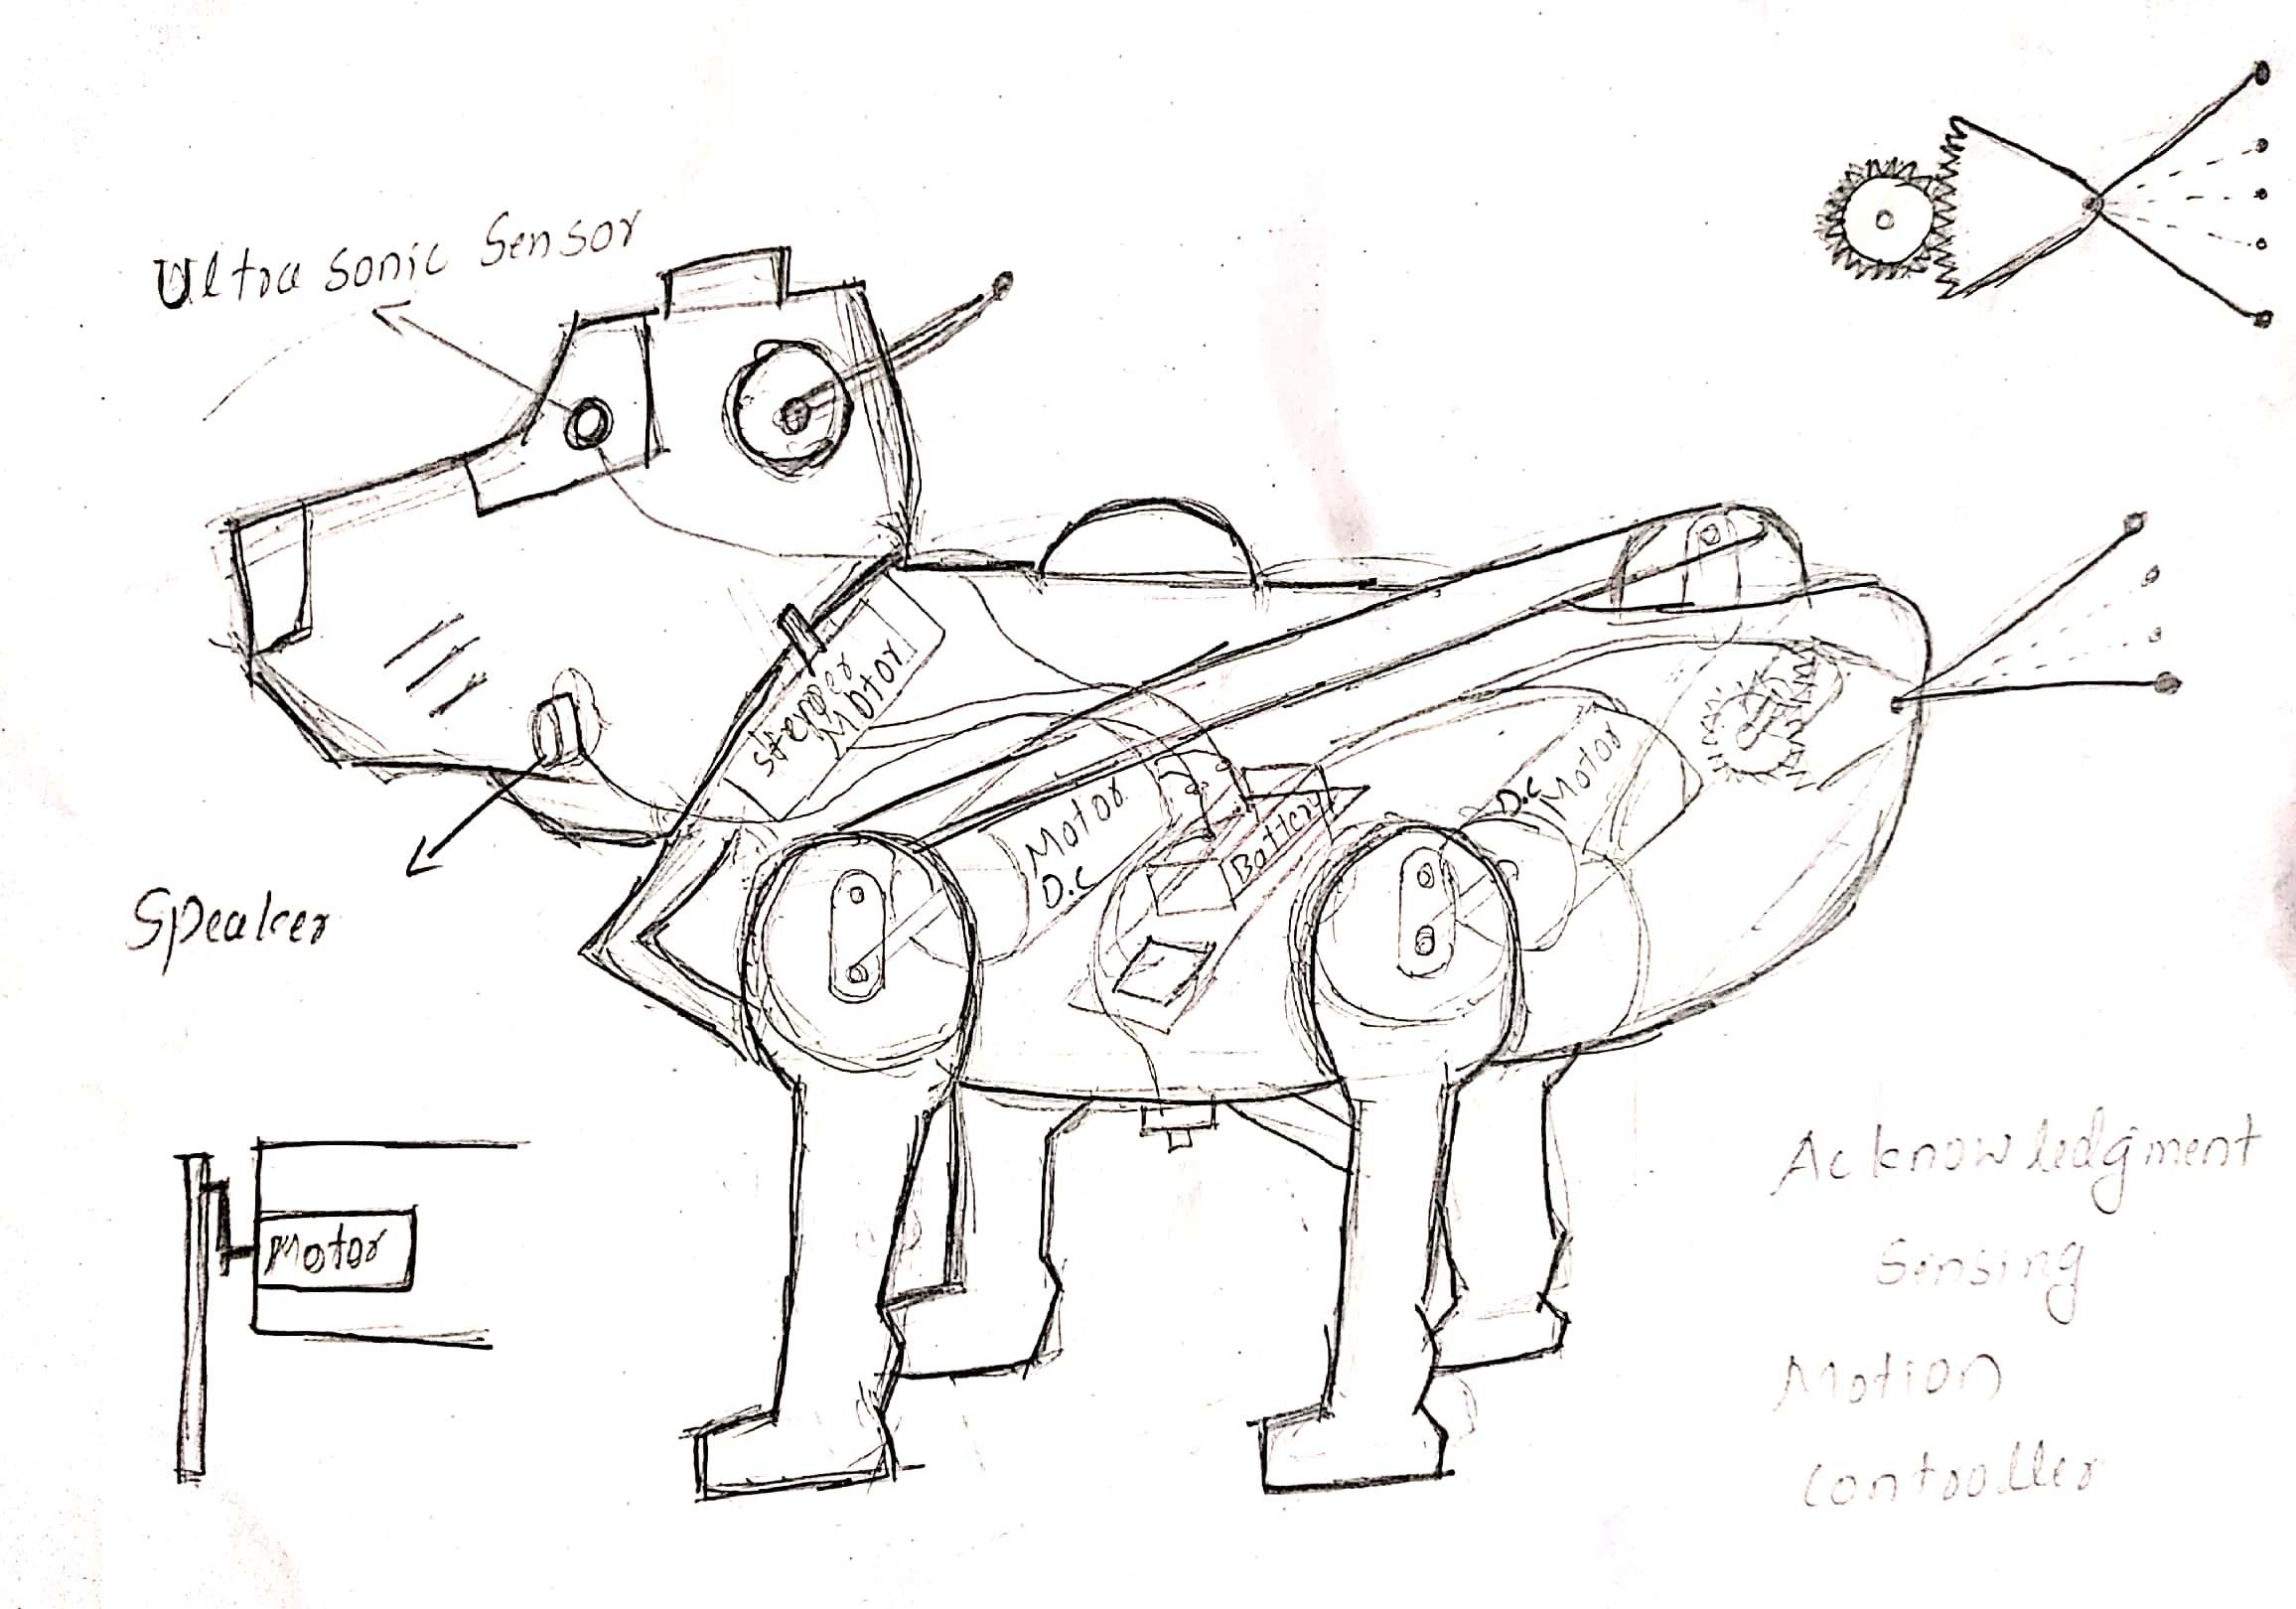 Ultra Sonic Sensor
Stepper
Motor
Motor
D.C
Battery
D.C
Motor
Speaker
Motor
Acknowledgment
Sensing
Motion
Controller